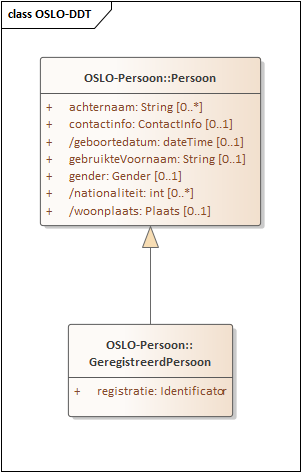 class OSLO-DDT
OSLO-Persoon::Persoon
+ achternaam: String [0..*]
+ contactinfo: ContactInfo [0..1]
+ /geboortedatum: dateTime [0..1]
+ gebruikteVoornaam: String [0..1]
+ gender: Gender [0..1]
+ /nationaliteit: int [0..*]
+ /woonplaats: Plaats [0..1]
OSLO-Persoon::
GeregistreerdPersoon
+ registratie: Identificator